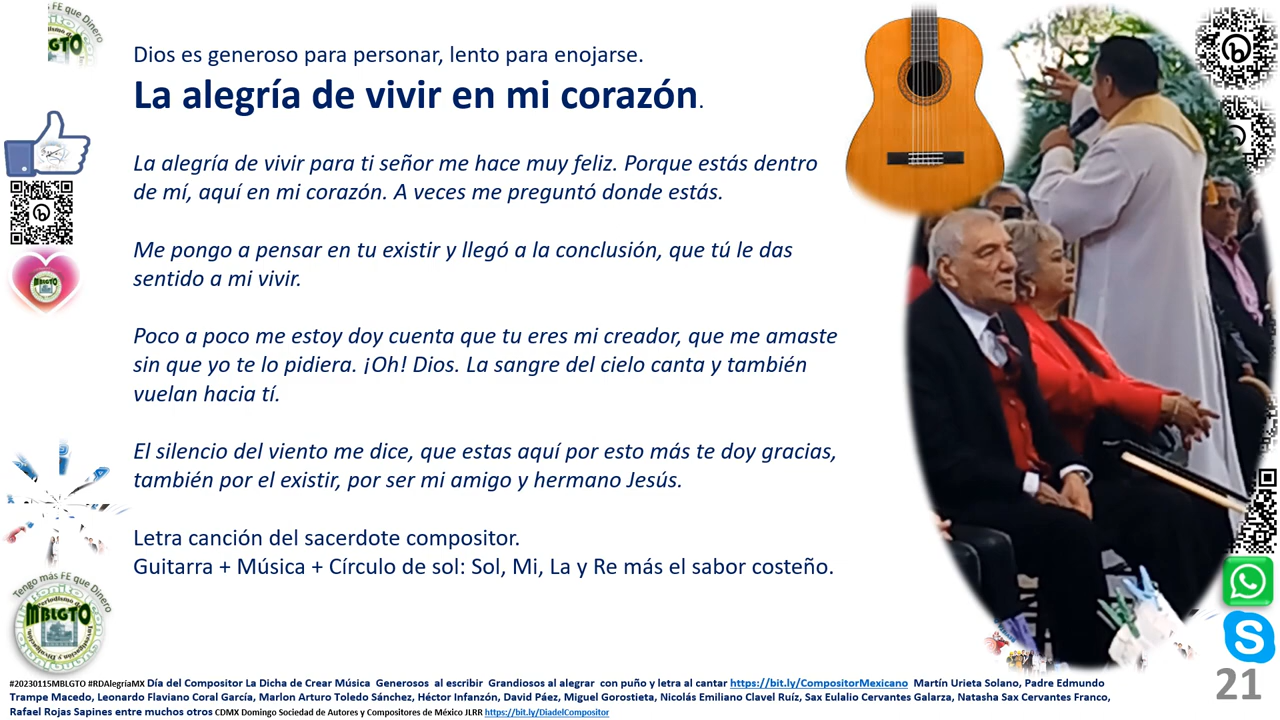 s FE que Dinero
GTO
Dios es generoso para personar, lento para enojarse.
La alegría de vivir en mi corazón.
La alegría de vivir para ti señor me hace muy feliz. Porque estás dentro
de mí, aquí en mi corazón. A veces me preguntó donde estás.
Me pongo a pensar en tu existir y llegó a la conclusión, que tú le das
sentido a mi vivir.
Poco a poco me estoy doy cuenta que tu eres mi creador, que me amaste
sin que yo te lo pidiera. ¡Oh! Dios. La sangre del cielo canta y también
vuelan hacia tí.
El silencio del viento me dice, que estas aquí por esto más te doy gracias,
también por el existir, por ser mi amigo y hermano Jesús.
Letra canción del sacerdote compositor.
Guitarra + Música + Círculo de sol: Sol, Mi, La y Re más el sabor costeño.
MBLGTO
Tengo más FE que Dinero
MBLGTO
21
#20230115MBLGTO #RDAlegríaMX Día del Compositor La Dicha de Crear Música Generosos al escribir Grandiosos al alegrar con puño y letra al cantar https://bit.ly/CompositorMexicano Martín Urieta Solano, Padre Edmundo
Trampe Macedo, Leonardo Flaviano Coral García, Marlon Arturo Toledo Sánchez, Héctor Infanzón, David Páez, Miguel Gorostieta, Nicolás Emiliano Clavel Ruíz, Sax Eulalio Cervantes Galarza, Natasha Sax Cervantes Franco,
Rafael Rojas Sapines entre muchos otros CDMX Domingo Sociedad de Autores y Compositores de México JLRR https://bit.ly/DiadelCompositor